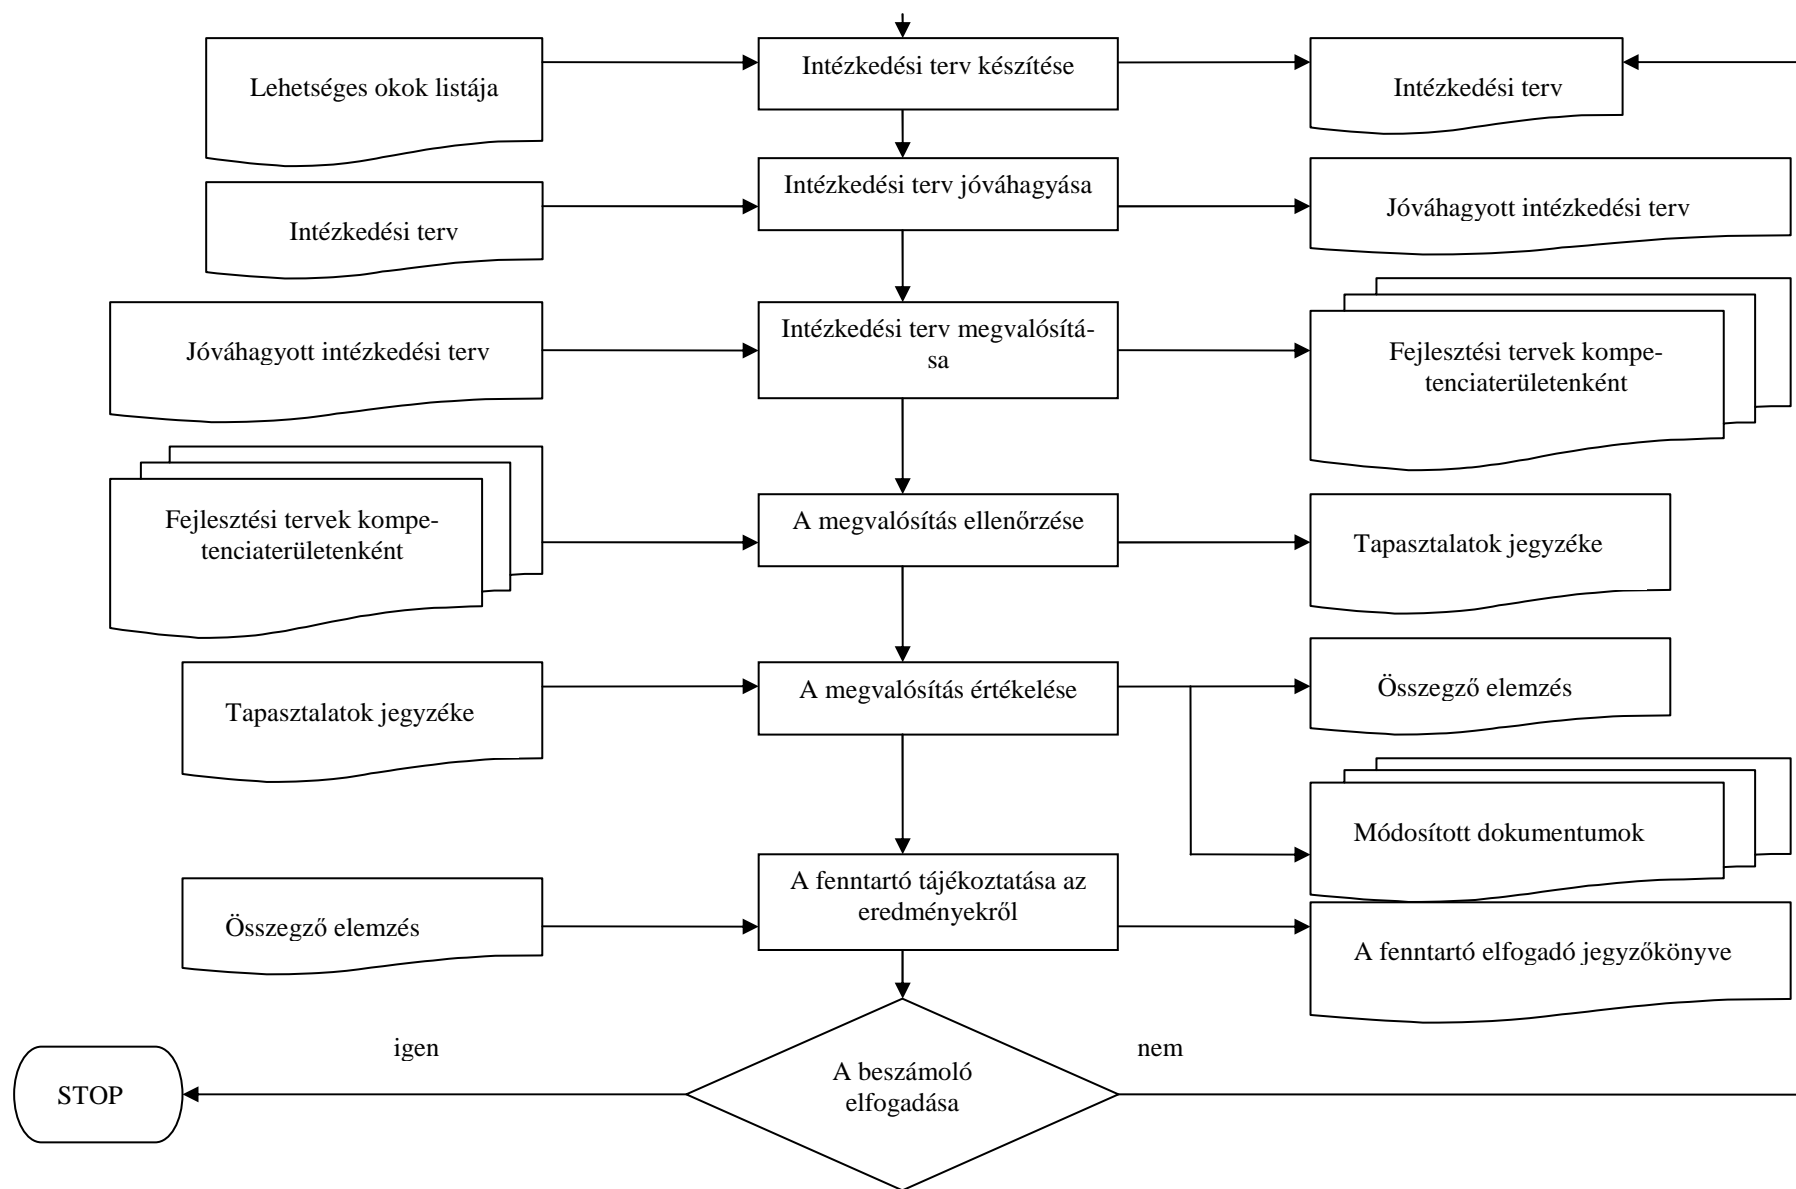 Lehetséges okok listája
Intézkedési terv készítése
Intézkedési terv
Intézkedési terv
Intézkedési terv jóváhagyása
Jóváhagyott intézkedési terv
Jóváhagyott intézkedési terv
Intézkedési terv megvalósítá-
sa
Fejlesztési tervek kompe-
tenciaterületenként
Fejlesztési tervek kompe-
tenciaterületenként
A megvalósítás ellenőrzése
Tapasztalatok jegyzéke
Tapasztalatok jegyzéke
A megvalósítás értékelése
Összegző elemzés
Módosított dokumentumok
Összegző elemzés
A fenntartó tájékoztatása az
eredményekről
A fenntartó elfogadó jegyzőkönyve
igen
nem
STOP
A beszámoló
elfogadása